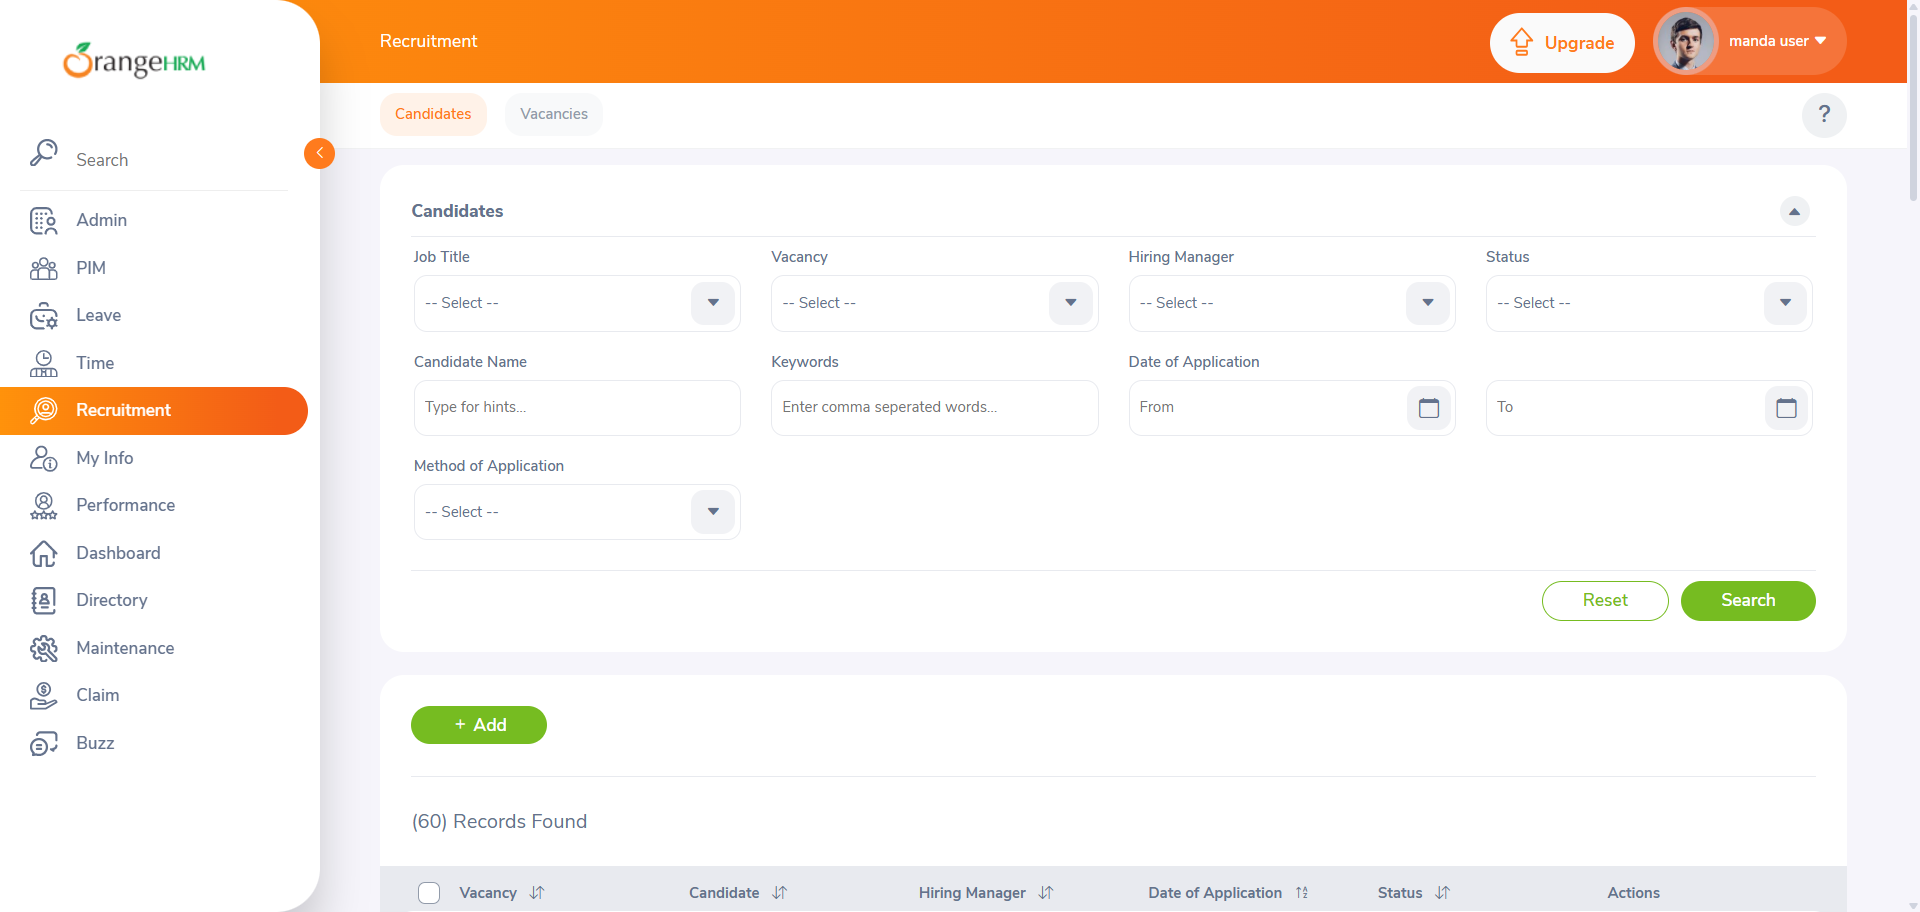 OrangeHRM
Recruitment
Upgrade
manda user
Candidates
Vacancies
?
Search
Admin
PIM
Leave
Time
Recruitment
My Info
Performance
Dashboard
Directory
Maintenance
Claim
Buzz
Candidates
Job Title
Vacancy
Hiring Manager
Status
-- Select --
-- Select --
-- Select --
-- Select --
Candidate Name
Keywords
Date of Application
Type for hints...
Enter comma seperated words...
From
To
Method of Application
-- Select --
Reset
Search
+ Add
(60) Records Found
Vacancy
Candidate
Hiring Manager
Date of Application
Status
Actions